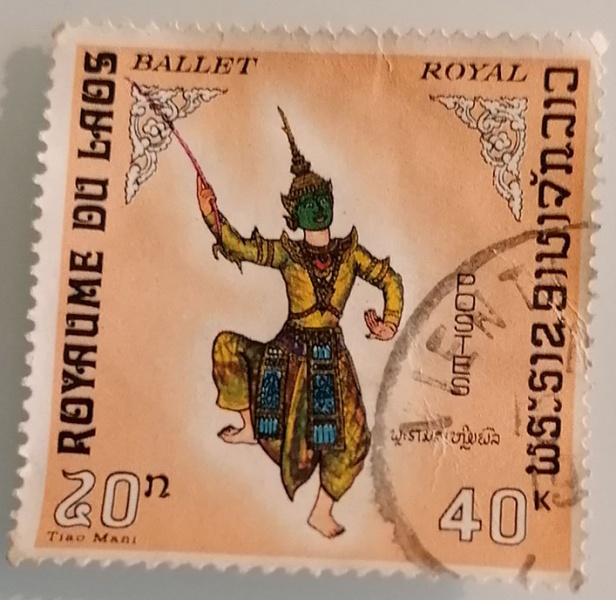 BALLET ROYAL
ROYAUME DU LAOS
ພຣະຣາຊອານາຈັກລາວ
POSTES
໒໐ກ
Tiao Mani
40K